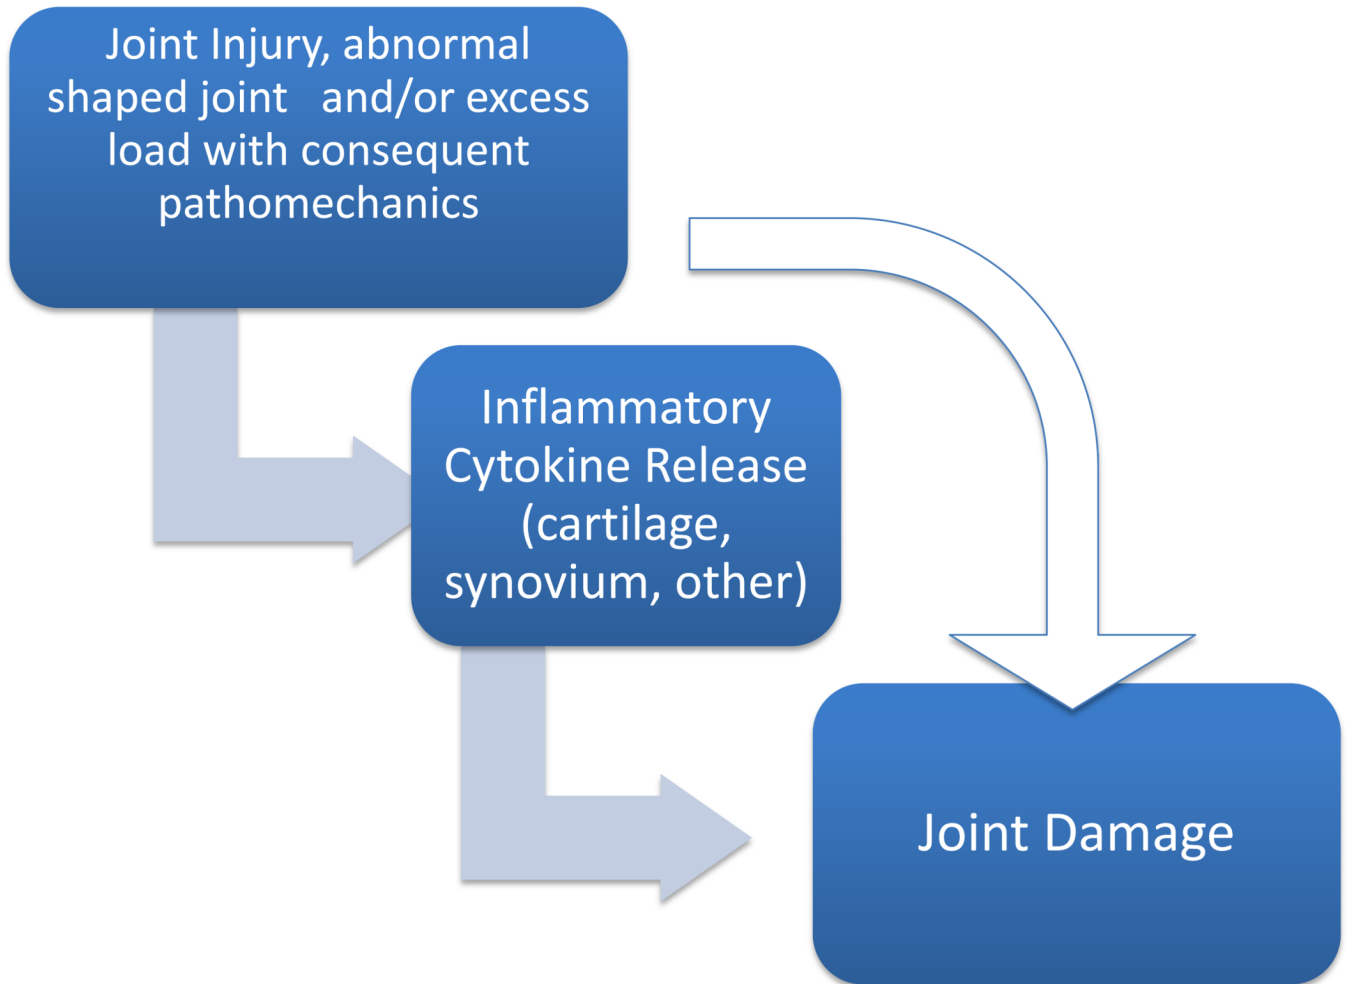 Joint Injury, abnormal
shaped joint   and/or excess
load with consequent
pathomechanics
Inflammatory
Cytokine Release
(cartilage,
synovium, other)
Joint Damage